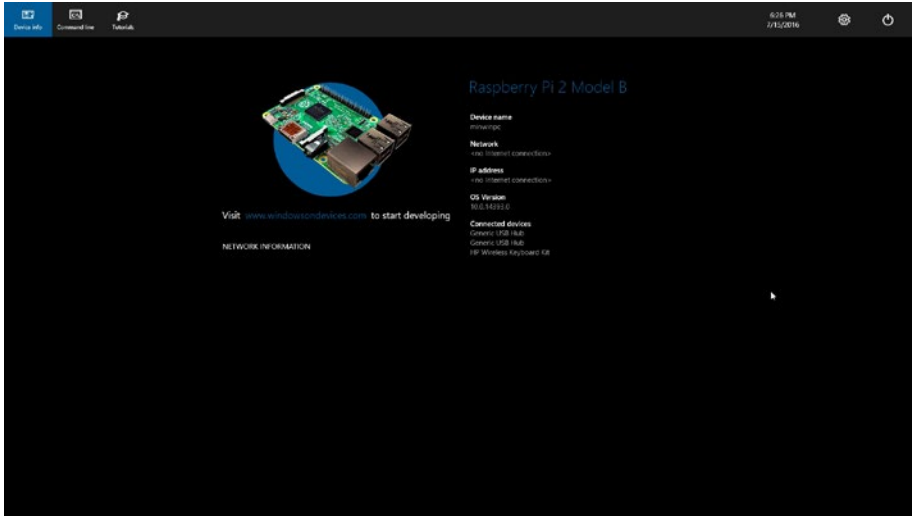 Device info
Command line
Tutorials
6:26 PM
7/15/2016
Raspberry Pi 2 Model B
Device name
minwinpc
Network
<no Internet connection>
IP address
<no Internet connection>
OS Version
10.0.14393.0
Connected devices
Generic USB Hub
Generic USB Hub
HP Wireless Keyboard Kit
Visit www.windowsondevices.com to start developing
NETWORK INFORMATION